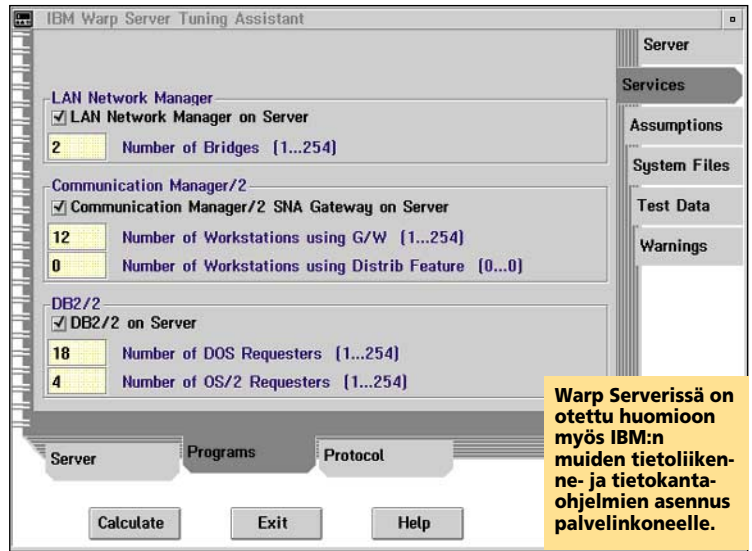 IBM Warp Server Tuning Assistant
LAN Network Manager
LAN Network Manager on Server
2 Number of Bridges (1...254)
Communication Manager/2
Communication Manager/2 SNA Gateway on Server
12 Number of Workstations using G/W (1...254)
0 Number of Workstations using Distrib Feature (0...0)
DB2/2
DB2/2 on Server
18 Number of DOS Requesters (1...254)
4 Number of OS/2 Requesters (1...254)
Server
Services
Assumptions
System Files
Test Data
Warnings
Server
Programs
Protocol
Calculate
Exit
Help
Warp Serverissä on
otettu huomioon
myös IBM:n
muiden tietoliiken-
ne- ja tietokanta-
ohjelmien asennus
palvelinkoneelle.